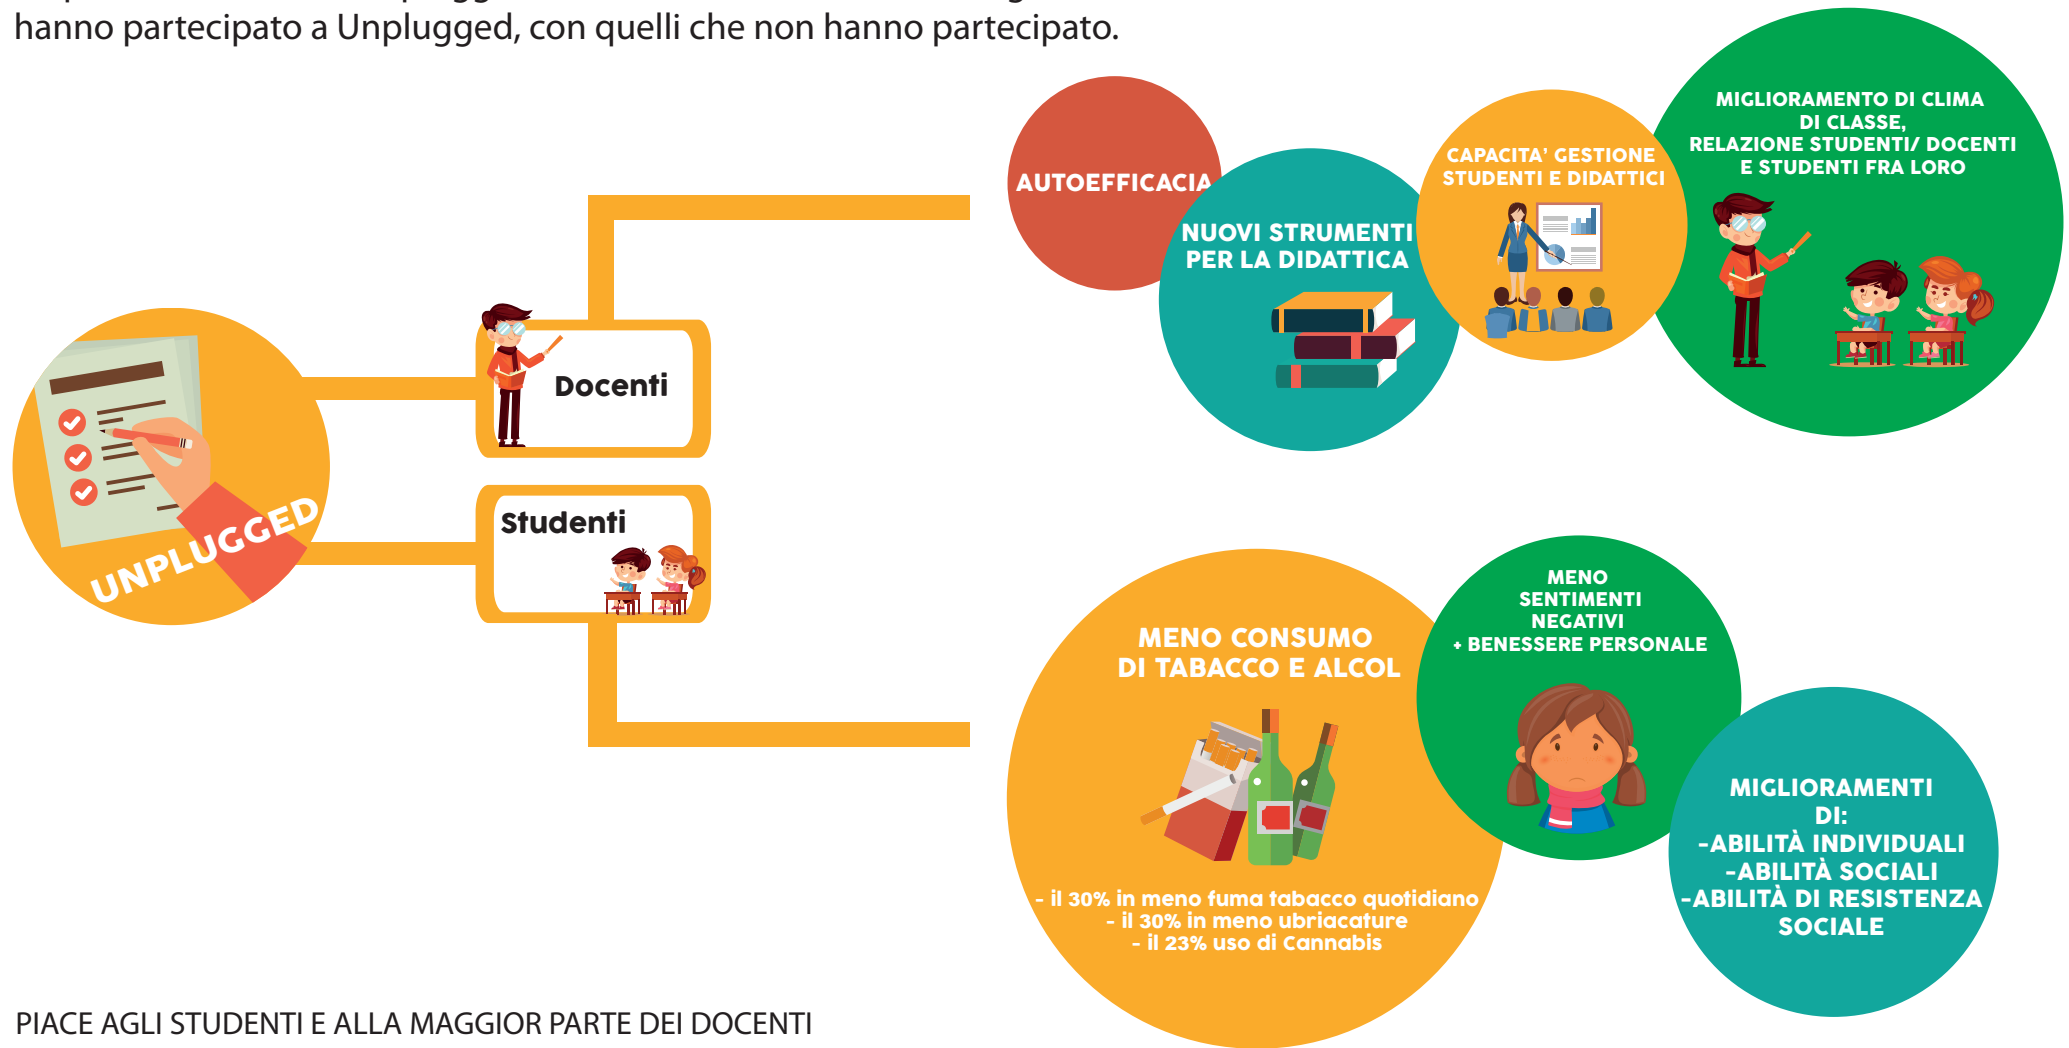 hanno partecipato a Unplugged, con quelli che non hanno partecipato.
AUTOEFFICACIA
NUOVI STRUMENTI
PER LA DIDATTICA
CAPACITA' GESTIONE
STUDENTI E DIDATTICI
MIGLIORAMENTO DI CLIMA
DI CLASSE,
RELAZIONE STUDENTI/ DOCENTI
E STUDENTI FRA LORO
Docenti
UNPLUGGED
Studenti
MENO CONSUMO
DI TABACCO E ALCOL
- il 30% in meno fuma tabacco quotidiano
- il 30% in meno ubriacature
- il 23% uso di Cannabis
MENO
SENTIMENTI
NEGATIVI
+ BENESSERE PERSONALE
MIGLIORAMENTI
DI:
-ABILITÀ INDIVIDUALI
-ABILITÀ SOCIALI
-ABILITÀ DI RESISTENZA
SOCIALE
PIACE AGLI STUDENTI E ALLA MAGGIOR PARTE DEI DOCENTI